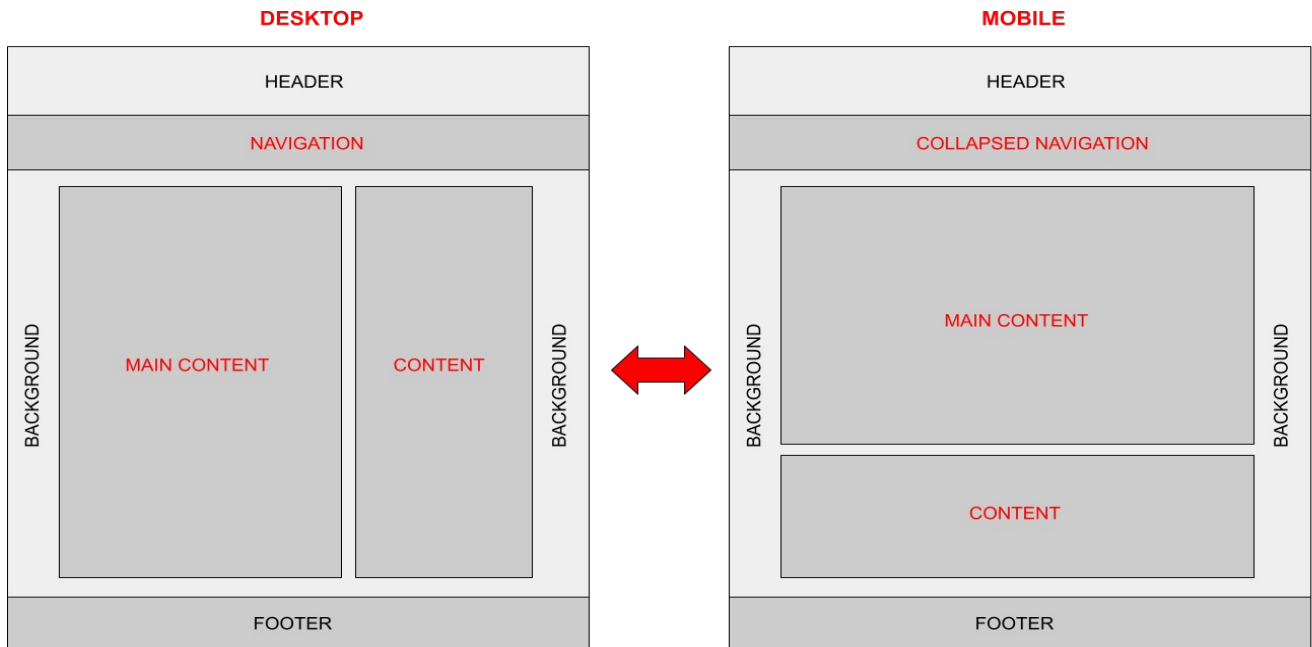 DESKTOP
HEADER
NAVIGATION
BACKGROUND
MAIN CONTENT
CONTENT
BACKGROUND
FOOTER
MOBILE
HEADER
COLLAPSED NAVIGATION
BACKGROUND
MAIN CONTENT
CONTENT
BACKGROUND
FOOTER